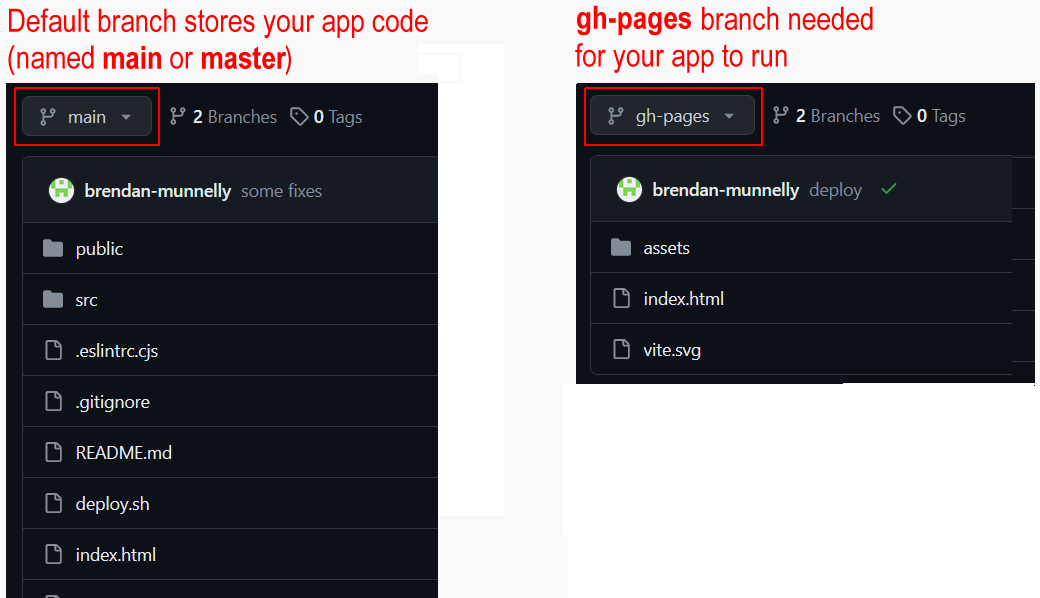 Default branch stores your app code
(named main or master)
main 2 Branches 0 Tags
brendan-munnelly some fixes
public
src
.eslintrc.cjs
.gitignore
README.md
deploy.sh
index.html
gh-pages branch needed
for your app to run
gh-pages 2 Branches 0 Tags
brendan-munnelly deploy
assets
index.html
vite.svg